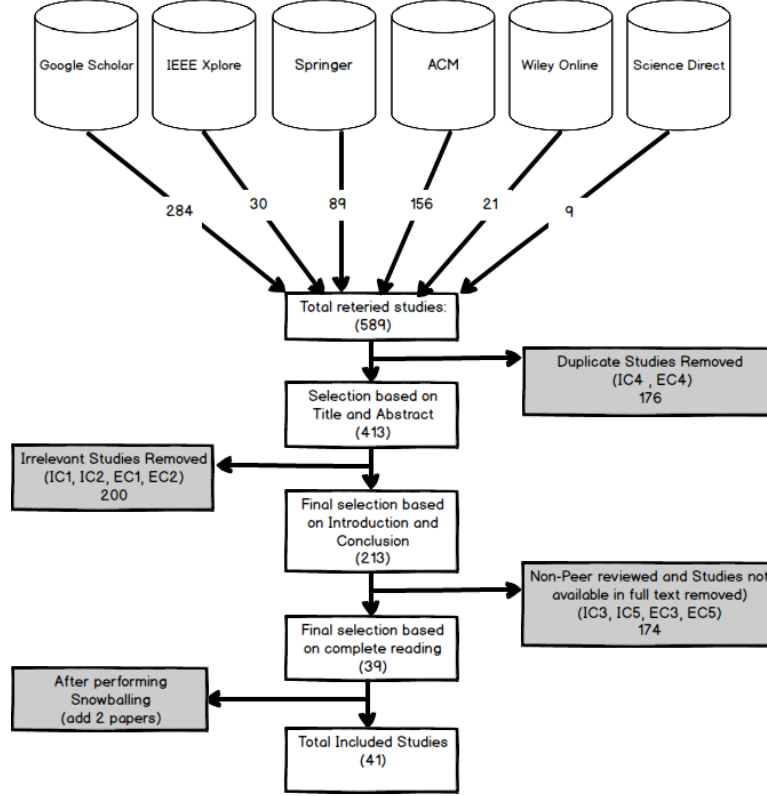 Google Scholar
IEEE Xplore
Springer
ACM
Wiley Online
Science Direct
284
30
89
156
21
9
Total reteried studies:
(589)
Duplicate Studies Removed
(IC4 , EC4)
176
Selection based on
Title and Abstract
(413)
Irrelevant Studies Removed
(IC1, IC2, EC1, EC2)
200
Final selection based
on Introduction and
Conclusion
(213)
Non-Peer reviewed and Studies not
available in full text removed)
(IC3, IC5, EC3, EC5)
174
Final selection based
on complete reading
(39)
After performing
Snowballing
(add 2 papers)
Total Included Studies
(41)